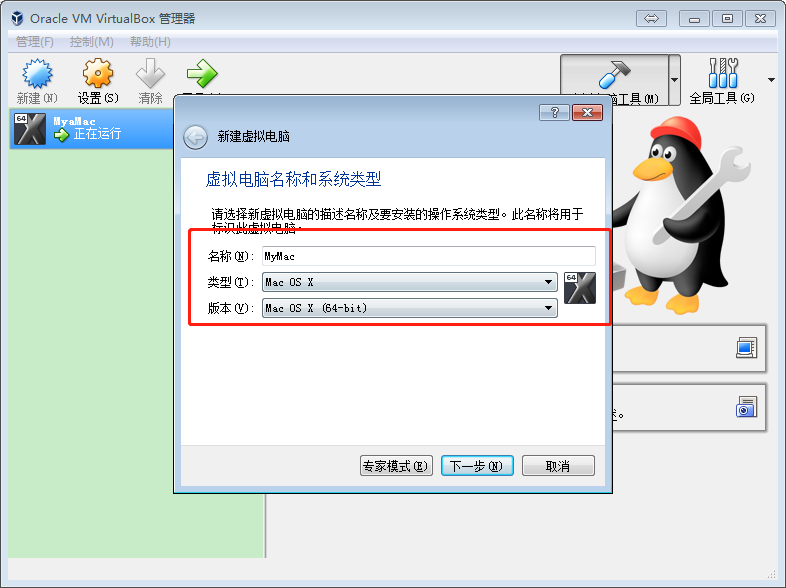 Oracle VM VirtualBox 管理器
管理(F) 控制(M) 帮助(H)
新建(N) 设置(S) 清除
工具(M) 全局工具(G)
64 MyaMac
正在运行
新建虚拟电脑
虚拟电脑名称和系统类型
请选择新虚拟电脑的描述名称及要安装的操作系统类型。此名称将用于
标识此虚拟电脑。
名称(N): MyMac
类型(T): Mac OS X
64
版本(V): Mac OS X (64-bit)
专家模式(E) 下一步(N) 取消